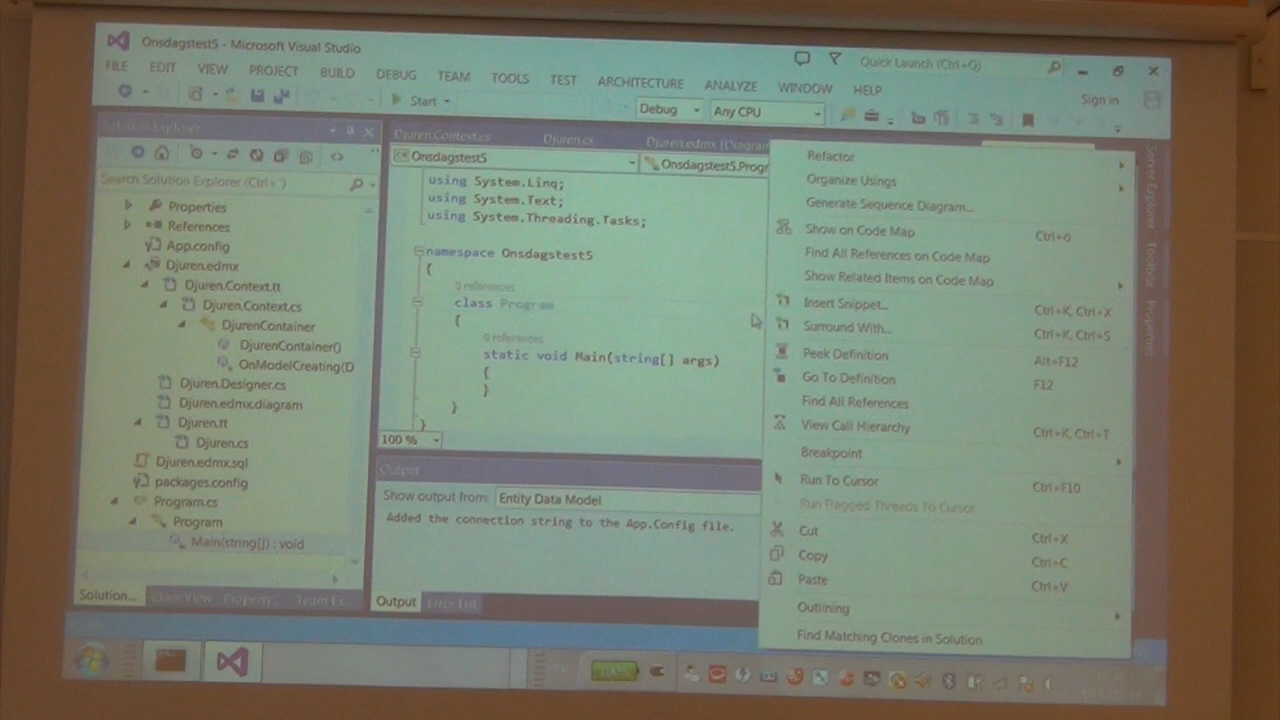 Onsdagstest5 - Microsoft Visual Studio
Quick Launch (Ctrl+Q)
FILE EDIT VIEW PROJECT BUILD DEBUG TEAM TOOLS TEST ARCHITECTURE ANALYZE WINDOW HELP
Sign in
Start
Debug
Any CPU
Solution Explorer
Search Solution Explorer (Ctrl+¨)
Properties
References
App.config
Djuren.edmx
Djuren.Context.tt
Djuren.Context.cs
DjurenContainer
DjurenContainer()
OnModelCreating(D
Djuren.Designer.cs
Djuren.edmx.diagram
Djuren.tt
Djuren.cs
Djuren.edmx.sql
packages.config
Program.cs
Program
Main(string[]) : void
Solution... Class View Property... Team Ex...
Djuren.Context.cs Djuren.cs Djuren.edmx [Diagram
Onsdagstest5
Onsdagstest5.Progr
using System.Linq;
using System.Text;
using System.Threading.Tasks;
namespace Onsdagstest5
{
0 references
class Program
{
0 references
static void Main(string[] args)
{
}
}
}
100 %
Output
Show output from: Entity Data Model
Added the connection string to the App.Config file.
Output Error List
Refactor
Organize Usings
Generate Sequence Diagram...
Show on Code Map Ctrl+ö
Find All References on Code Map
Show Related Items on Code Map
Insert Snippet... Ctrl+K, Ctrl+X
Surround With... Ctrl+K, Ctrl+S
Peek Definition Alt+F12
Go To Definition F12
Find All References
View Call Hierarchy Ctrl+K, Ctrl+T
Breakpoint
Run To Cursor Ctrl+F10
Run Flagged Threads To Cursor
Cut Ctrl+X
Copy Ctrl+C
Paste Ctrl+V
Outlining
Find Matching Clones in Solution
Server Explorer
Toolbox
Properties
100%